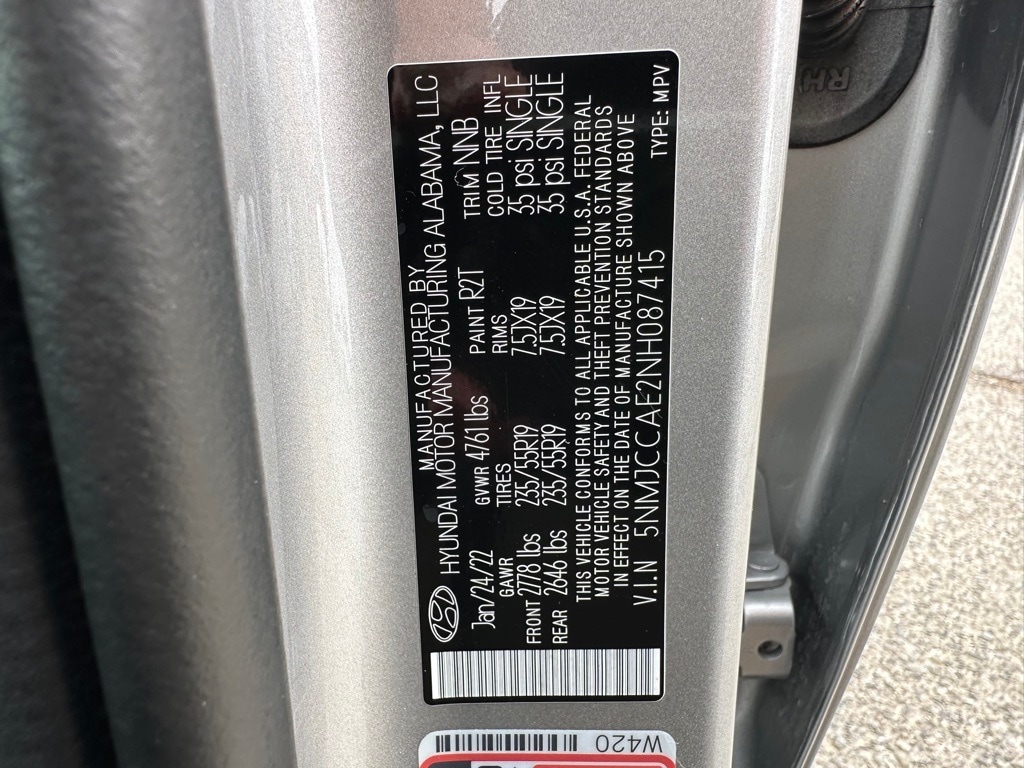 MANUFACTURED BY
HYUNDAI MOTOR MANUFACTURING ALABAMA, LLC
Jan/24/22 GVWR 4761 lbs PAINT R2T TRIM NNB
GAWR TIRES RIMS COLD TIRE INFL
FRONT 2778 lbs 235/55R19 7.5JX19 35 psi SINGLE
REAR 2646 lbs 235/55R19 7.5JX19 35 psi SINGLE
THIS VEHICLE CONFORMS TO ALL APPLICABLE U.S.A. FEDERAL
MOTOR VEHICLE SAFETY AND THEFT PREVENTION STANDARDS
IN EFFECT ON THE DATE OF MANUFACTURE SHOWN ABOVE
V.I.N 5NMJCCAE2NH087415 TYPE: MPV
W420
RH